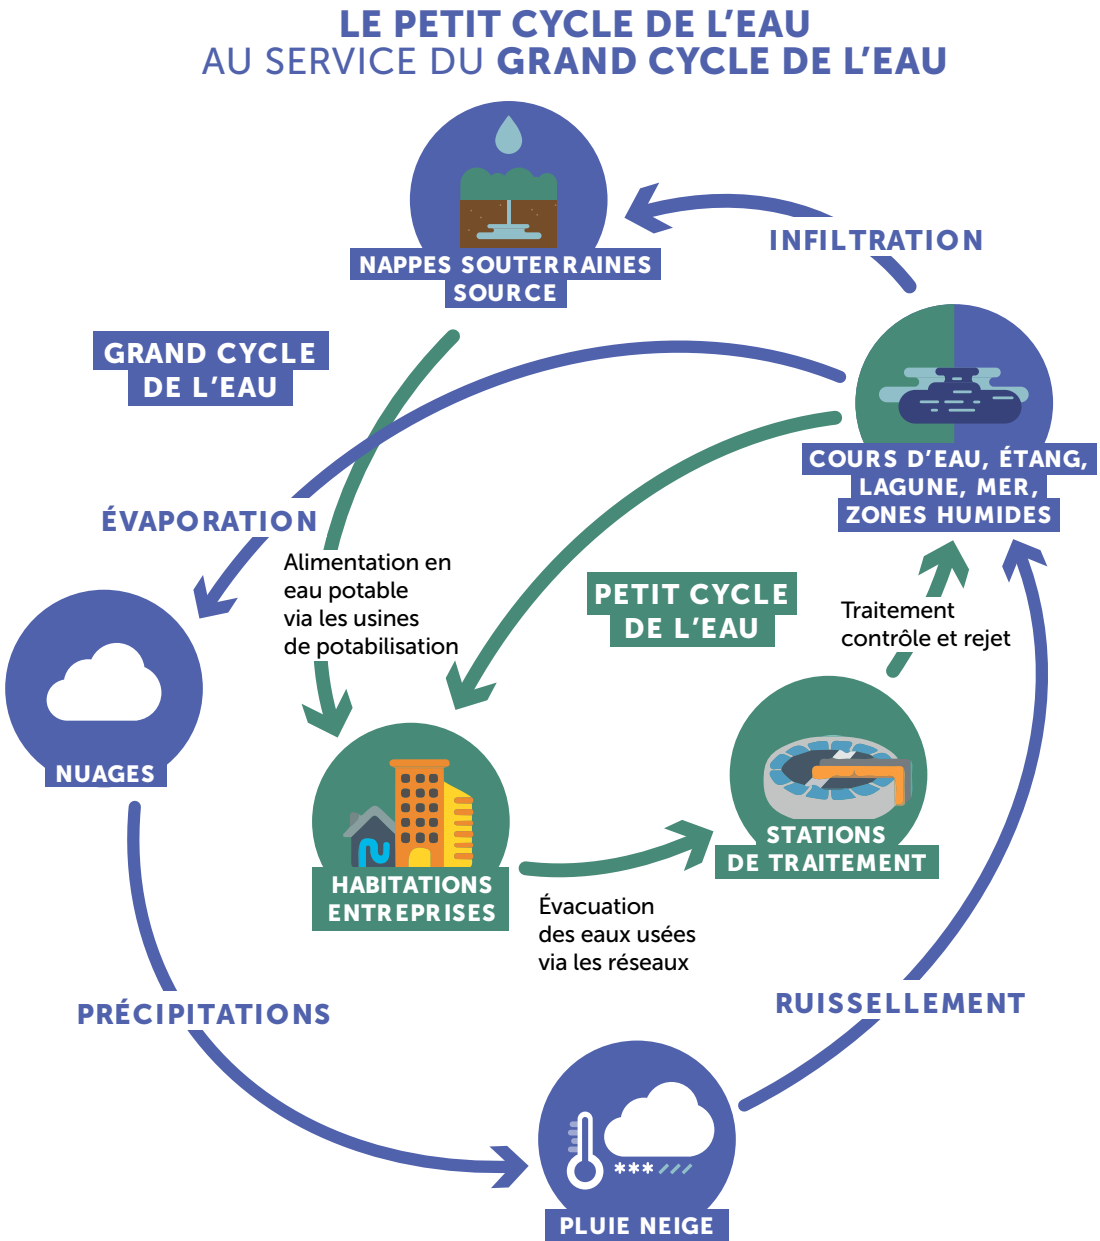 LE PETIT CYCLE DE L'EAU
AU SERVICE DU GRAND CYCLE DE L'EAU
INFILTRATION
NAPPES SOUTERRAINES
SOURCE
GRAND CYCLE
DE L'EAU
COURS D'EAU, ÉTANG,
LAGUNE, MER,
ZONES HUMIDES
ÉVAPORATION
Alimentation en
eau potable
via les usines
de potabilisation
PETIT CYCLE
DE L'EAU
Traitement
contrôle et rejet
NUAGES
STATIONS
DE TRAITEMENT
HABITATIONS
ENTREPRISES
Évacuation
des eaux usées
via les réseaux
PRÉCIPITATIONS
RUISSELLEMENT
PLUIE NEIGE